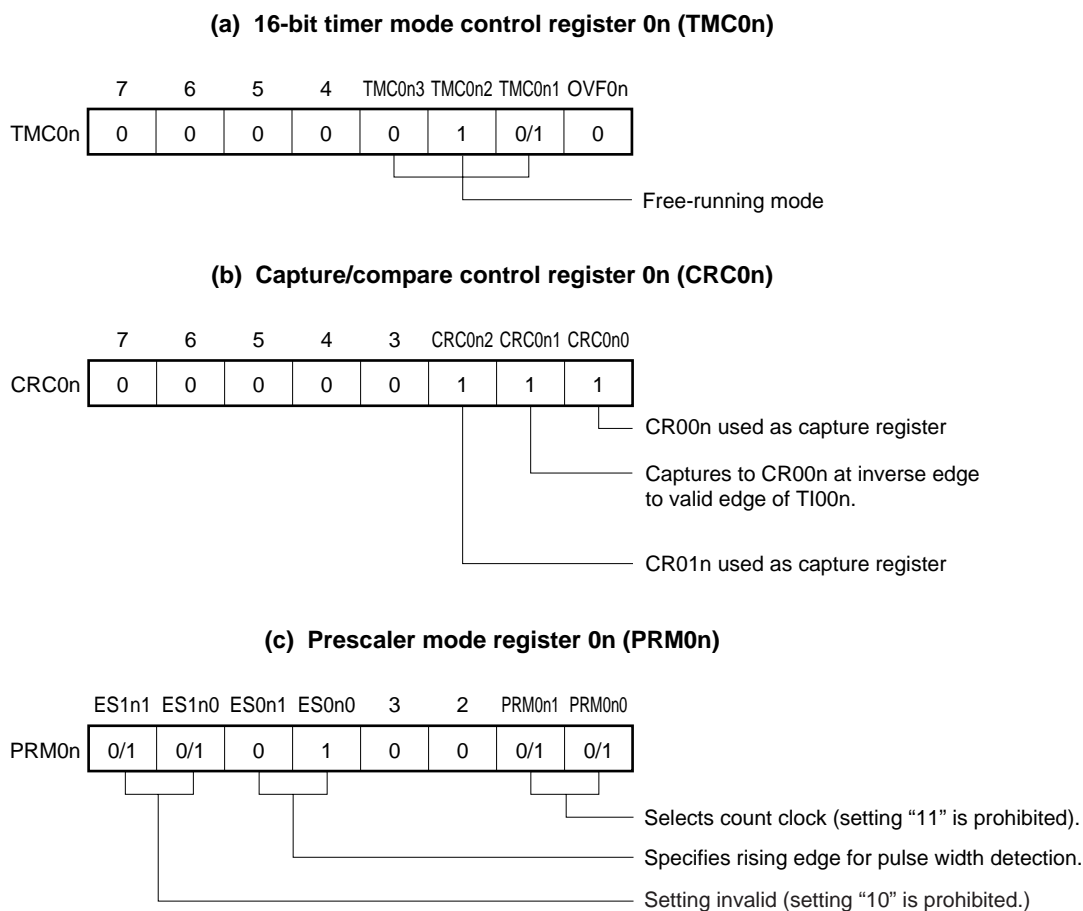 (a) 16-bit timer mode control register 0n (TMC0n)
7 6 5 4 TMC0n3 TMC0n2 TMC0n1 OVF0n
TMC0n 0 0 0 0 0 1 0/1 0
Free-running mode
(b) Capture/compare control register 0n (CRC0n)
7 6 5 4 3 CRC0n2 CRC0n1 CRC0n0
CRC0n 0 0 0 0 0 1 1 1
CR00n used as capture register
Captures to CR00n at inverse edge
to valid edge of TI00n.
CR01n used as capture register
(c) Prescaler mode register 0n (PRM0n)
ES1n1 ES1n0 ES0n1 ES0n0 3 2 PRM0n1 PRM0n0
PRM0n 0/1 0/1 0 1 0 0 0/1 0/1
Selects count clock (setting “11” is prohibited).
Specifies rising edge for pulse width detection.
Setting invalid (setting “10” is prohibited.)